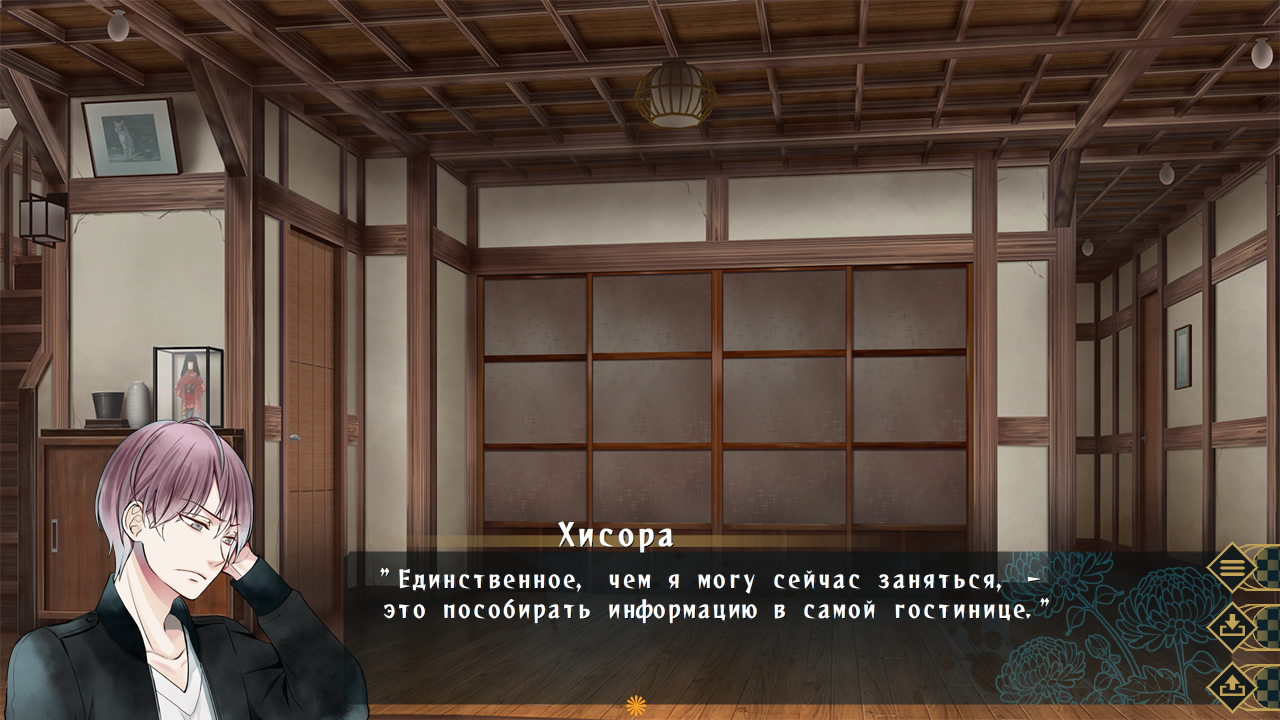 Хисора
"Единственное, чем я могу сейчас заняться, -
это пособирать информацию в самой гостинице."